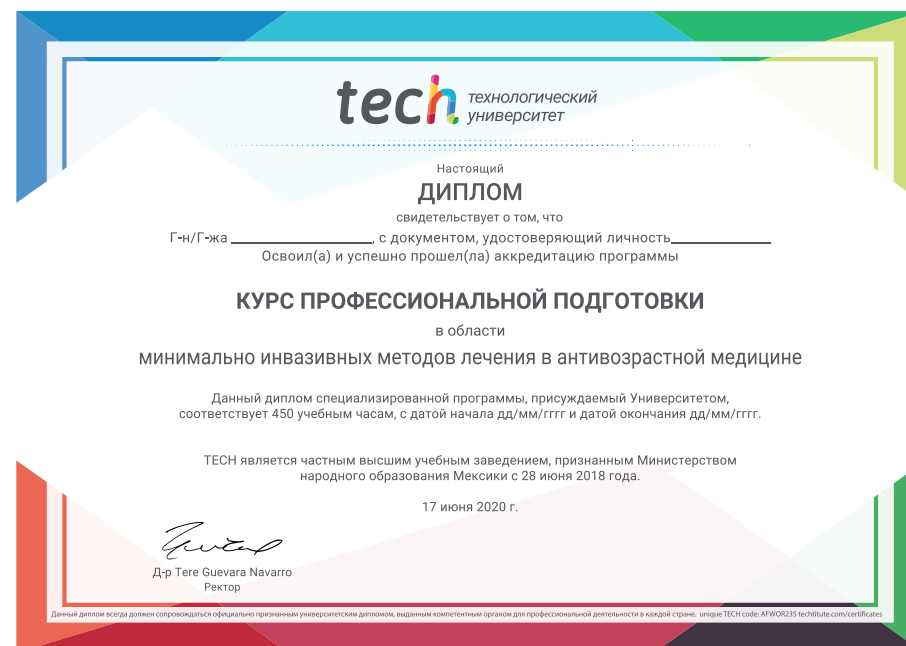 tech технологический
университет
Настоящий
ДИПЛОМ
свидетельствует о том, что
Г-н/Г-жа ____________________, с документом, удостоверяющий личность______________
Освоил(а) и успешно прошел(ла) аккредитацию программы
КУРС ПРОФЕССИОНАЛЬНОЙ ПОДГОТОВКИ
в области
минимально инвазивных методов лечения в антивозрастной медицине
Данный диплом специализированной программы, присуждаемый Университетом,
соответствует 450 учебным часам, с датой начала дд/мм/гггг и датой окончания дд/мм/гггг.
TECH является частным высшим учебным заведением, признанным Министерством
народного образования Мексики с 28 июня 2018 года.
17 июня 2020 г.
Д-р Tere Guevara Navarro
Ректор
Данный диплом всегда должен сопровождаться официально признанным университетским дипломом, выданным компетентным органом для профессиональной деятельности в каждой стране. unique TECH code: AFWOR23S techtitute.com/certificates